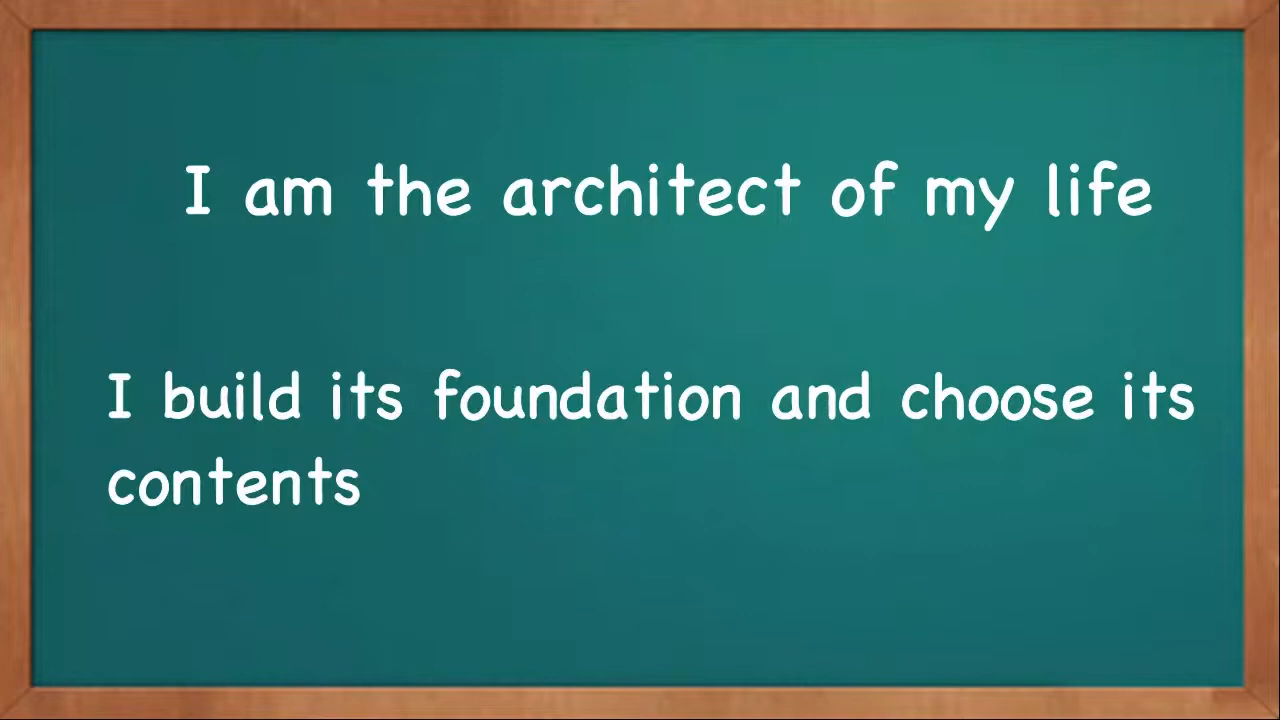 I am the architect of my life
I build its foundation and choose its
contents